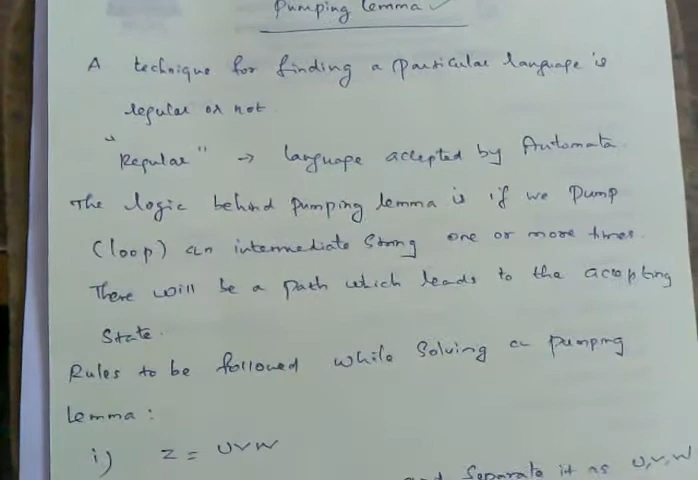 Pumping Lemma
A technique for finding a particular language is
regular or not
"Regular" → language accepted by Automata.
The logic behind pumping lemma is if we pump
(loop) an intermediate string one or more times.
There will be a path which leads to the accepting
state.
Rules to be followed while solving a pumping
lemma:
i) Z = UVW
and separate it as U,V,W